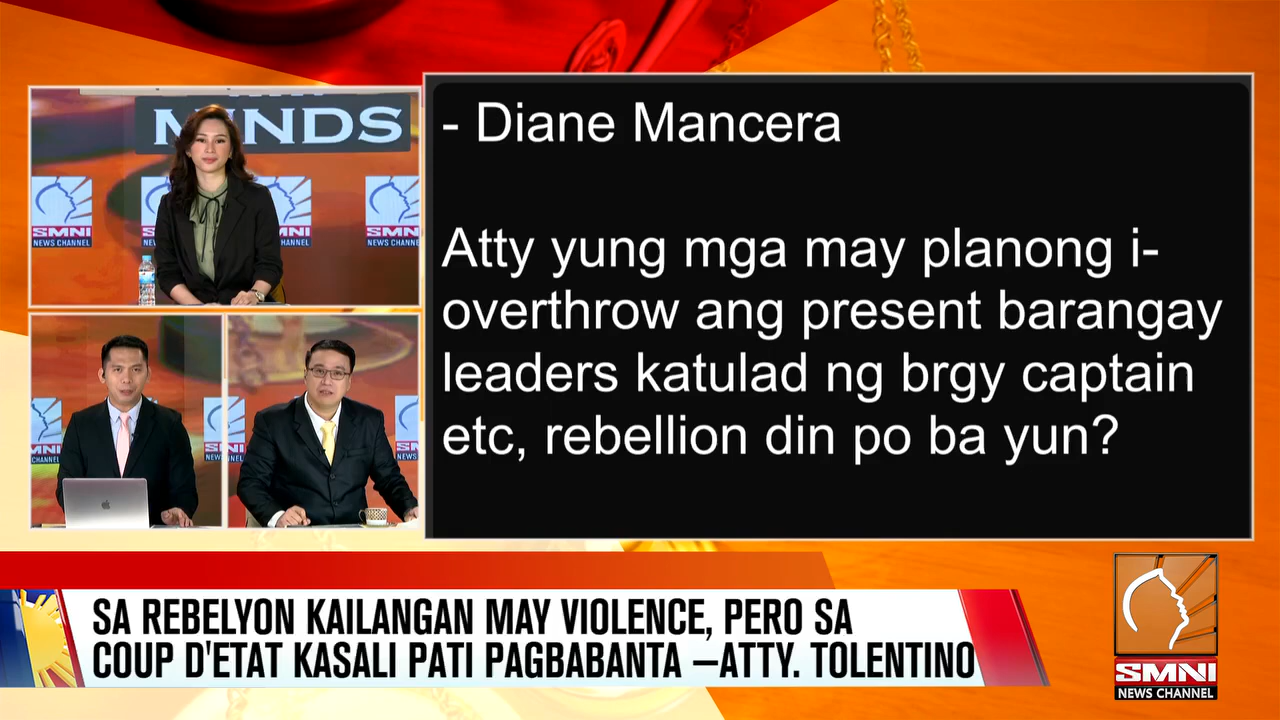 MINDS
SMNI
NEWS CHANNEL
SMNI
NEWS CHANNEL
SMNI
NEWS CHANNEL
- Diane Mancera
Atty yung mga may planong i-
overthrow ang present barangay
leaders katulad ng brgy captain
etc, rebellion din po ba yun?
SA REBELYON KAILANGAN MAY VIOLENCE, PERO SA
COUP D'ETAT KASALI PATI PAGBABANTA –ATTY. TOLENTINO
SMNI
NEWS CHANNEL